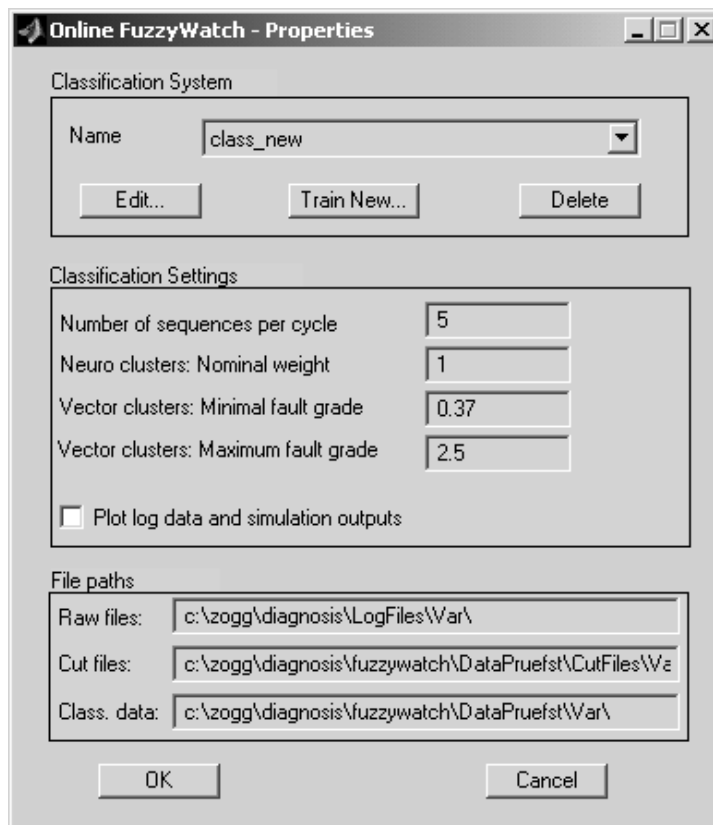 Online FuzzyWatch - Properties
Classification System
Name class_new
Edit... Train New... Delete
Classification Settings
Number of sequences per cycle 5
Neuro clusters: Nominal weight 1
Vector clusters: Minimal fault grade 0.37
Vector clusters: Maximum fault grade 2.5
Plot log data and simulation outputs
File paths
Raw files: c:\zogg\diagnosis\LogFiles\Var\
Cut files: c:\zogg\diagnosis\fuzzywatch\DataPruefst\CutFiles\Va
Class. data: c:\zogg\diagnosis\fuzzywatch\DataPruefst\Var\
OK Cancel